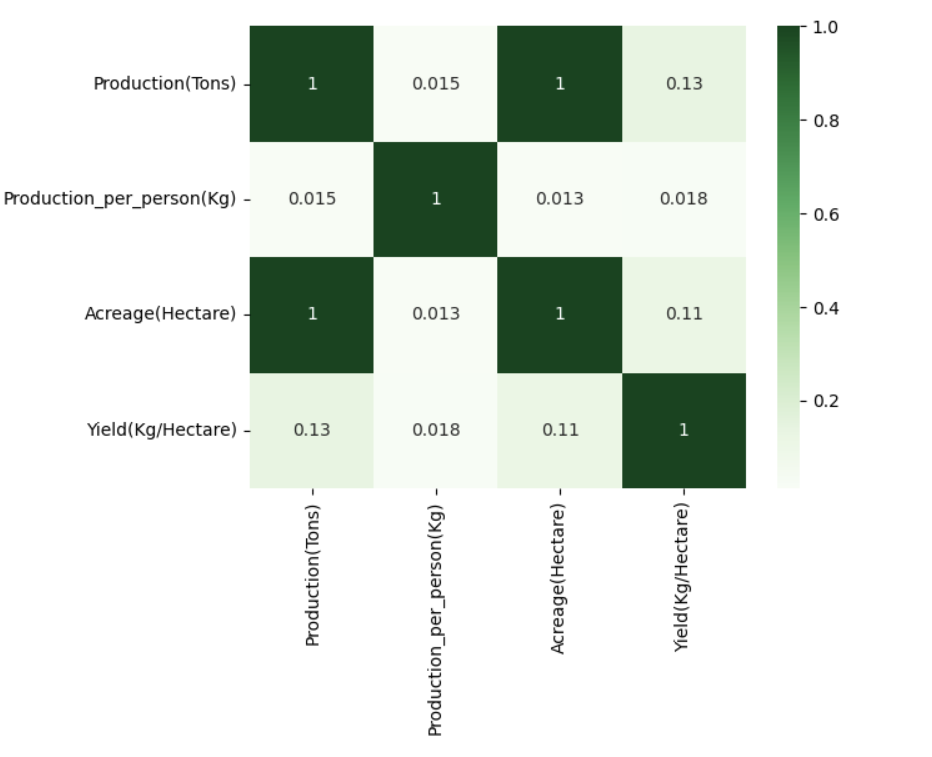 Production(Tons) 1 0.015 1 0.13
Production_per_person(Kg) 0.015 1 0.013 0.018
Acreage(Hectare) 1 0.013 1 0.11
Yield(Kg/Hectare) 0.13 0.018 0.11 1
Production(Tons)
Production_per_person(Kg)
Acreage(Hectare)
Yield(Kg/Hectare)
1.0
0.8
0.6
0.4
0.2